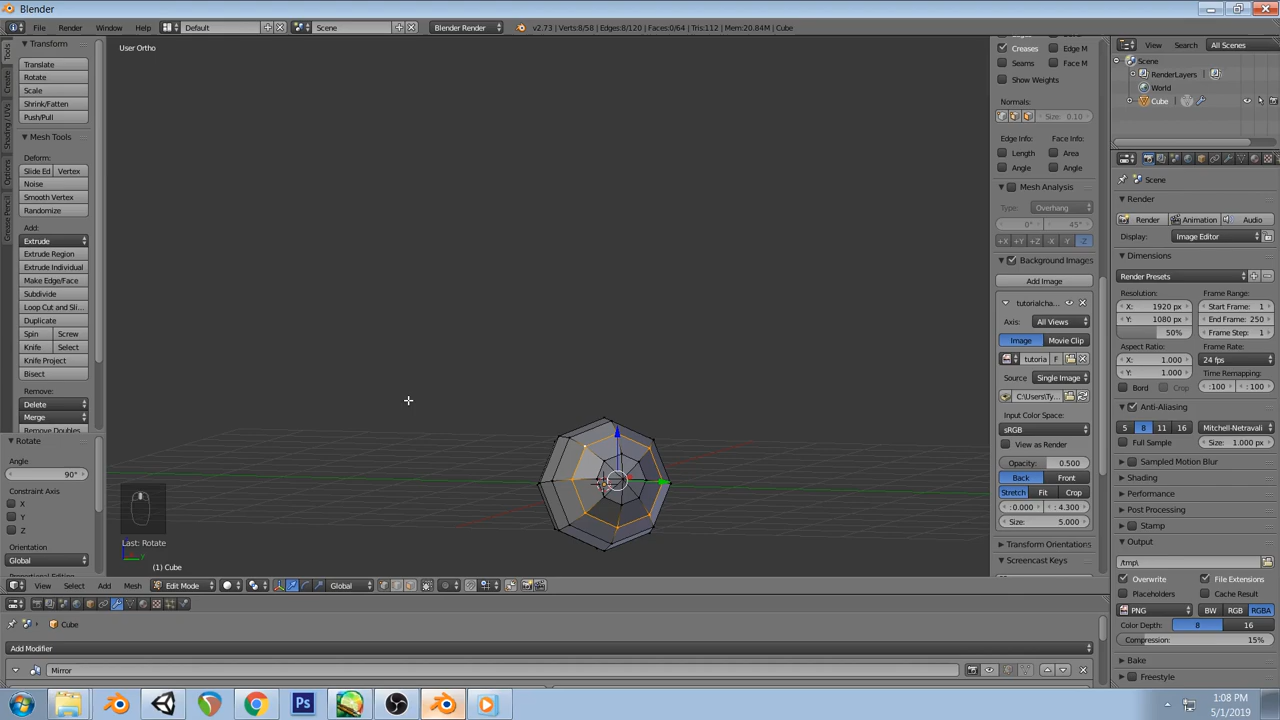 Blender
File Render Window Help Default Scene Blender Render v2.73 | Verts:8/58 | Edges:8/120 | Faces:0/64 | Tris:112 | Mem:20.84M | Cube
Tools
Create
Shading / UVs
Options
Grease Pencil
Transform
Translate
Rotate
Scale
Shrink/Fatten
Push/Pull
Mesh Tools
Deform:
Slide Ed Vertex
Noise
Smooth Vertex
Randomize
Add:
Extrude
Extrude Region
Extrude Individual
Make Edge/Face
Subdivide
Loop Cut and Sli...
Duplicate
Spin Screw
Knife Select
Knife Project
Bisect
Remove:
Delete
Merge
Remove Doubles
Rotate
Angle
90°
Constraint Axis
X
Y
Z
Orientation
Global
User Ortho
Last: Rotate
(1) Cube
Creases Edge M
Seams Face M
Show Weights
Normals:
Size: 0.10
Edge Info: Face Info:
Length Area
Angle Angle
Mesh Analysis
Type: Overhang
0° 45°
+X +Y +Z -X -Y -Z
Background Images
Add Image
tutorialcha...
Axis: All Views
Image Movie Clip
tutoria F
Source Single Image
C:\Users\Ty...
Input Color Space:
sRGB
View as Render
Opacity: 0.500
Back Front
Stretch Fit Crop
: 0.000 : 4.300
Size: 5.000
Transform Orientations
Screencast Keys
View Select Add Mesh Edit Mode Global
Cube
Add Modifier
Mirror
View Search All Scenes
Scene
RenderLayers
World
Cube
Scene
Render
Render Animation Audio
Display: Image Editor
Dimensions
Render Presets
Resolution: Frame Range:
X: 1920 px Start Frame: 1
Y: 1080 px End Frame: 250
50% Frame Step: 1
Aspect Ratio: Frame Rate:
X: 1.000 24 fps
Y: 1.000 Time Remapping:
Bord Crop :100 : 100
Anti-Aliasing
5 8 11 16 Mitchell-Netravali
Full Sample Size: 1.000 px
Sampled Motion Blur
Shading
Performance
Post Processing
Stamp
Output
/tmp\
Overwrite File Extensions
Placeholders Cache Result
PNG BW RGB RGBA
Color Depth: 8 16
Compression: 15%
Bake
Freestyle
Ps
1:08 PM
5/1/2019